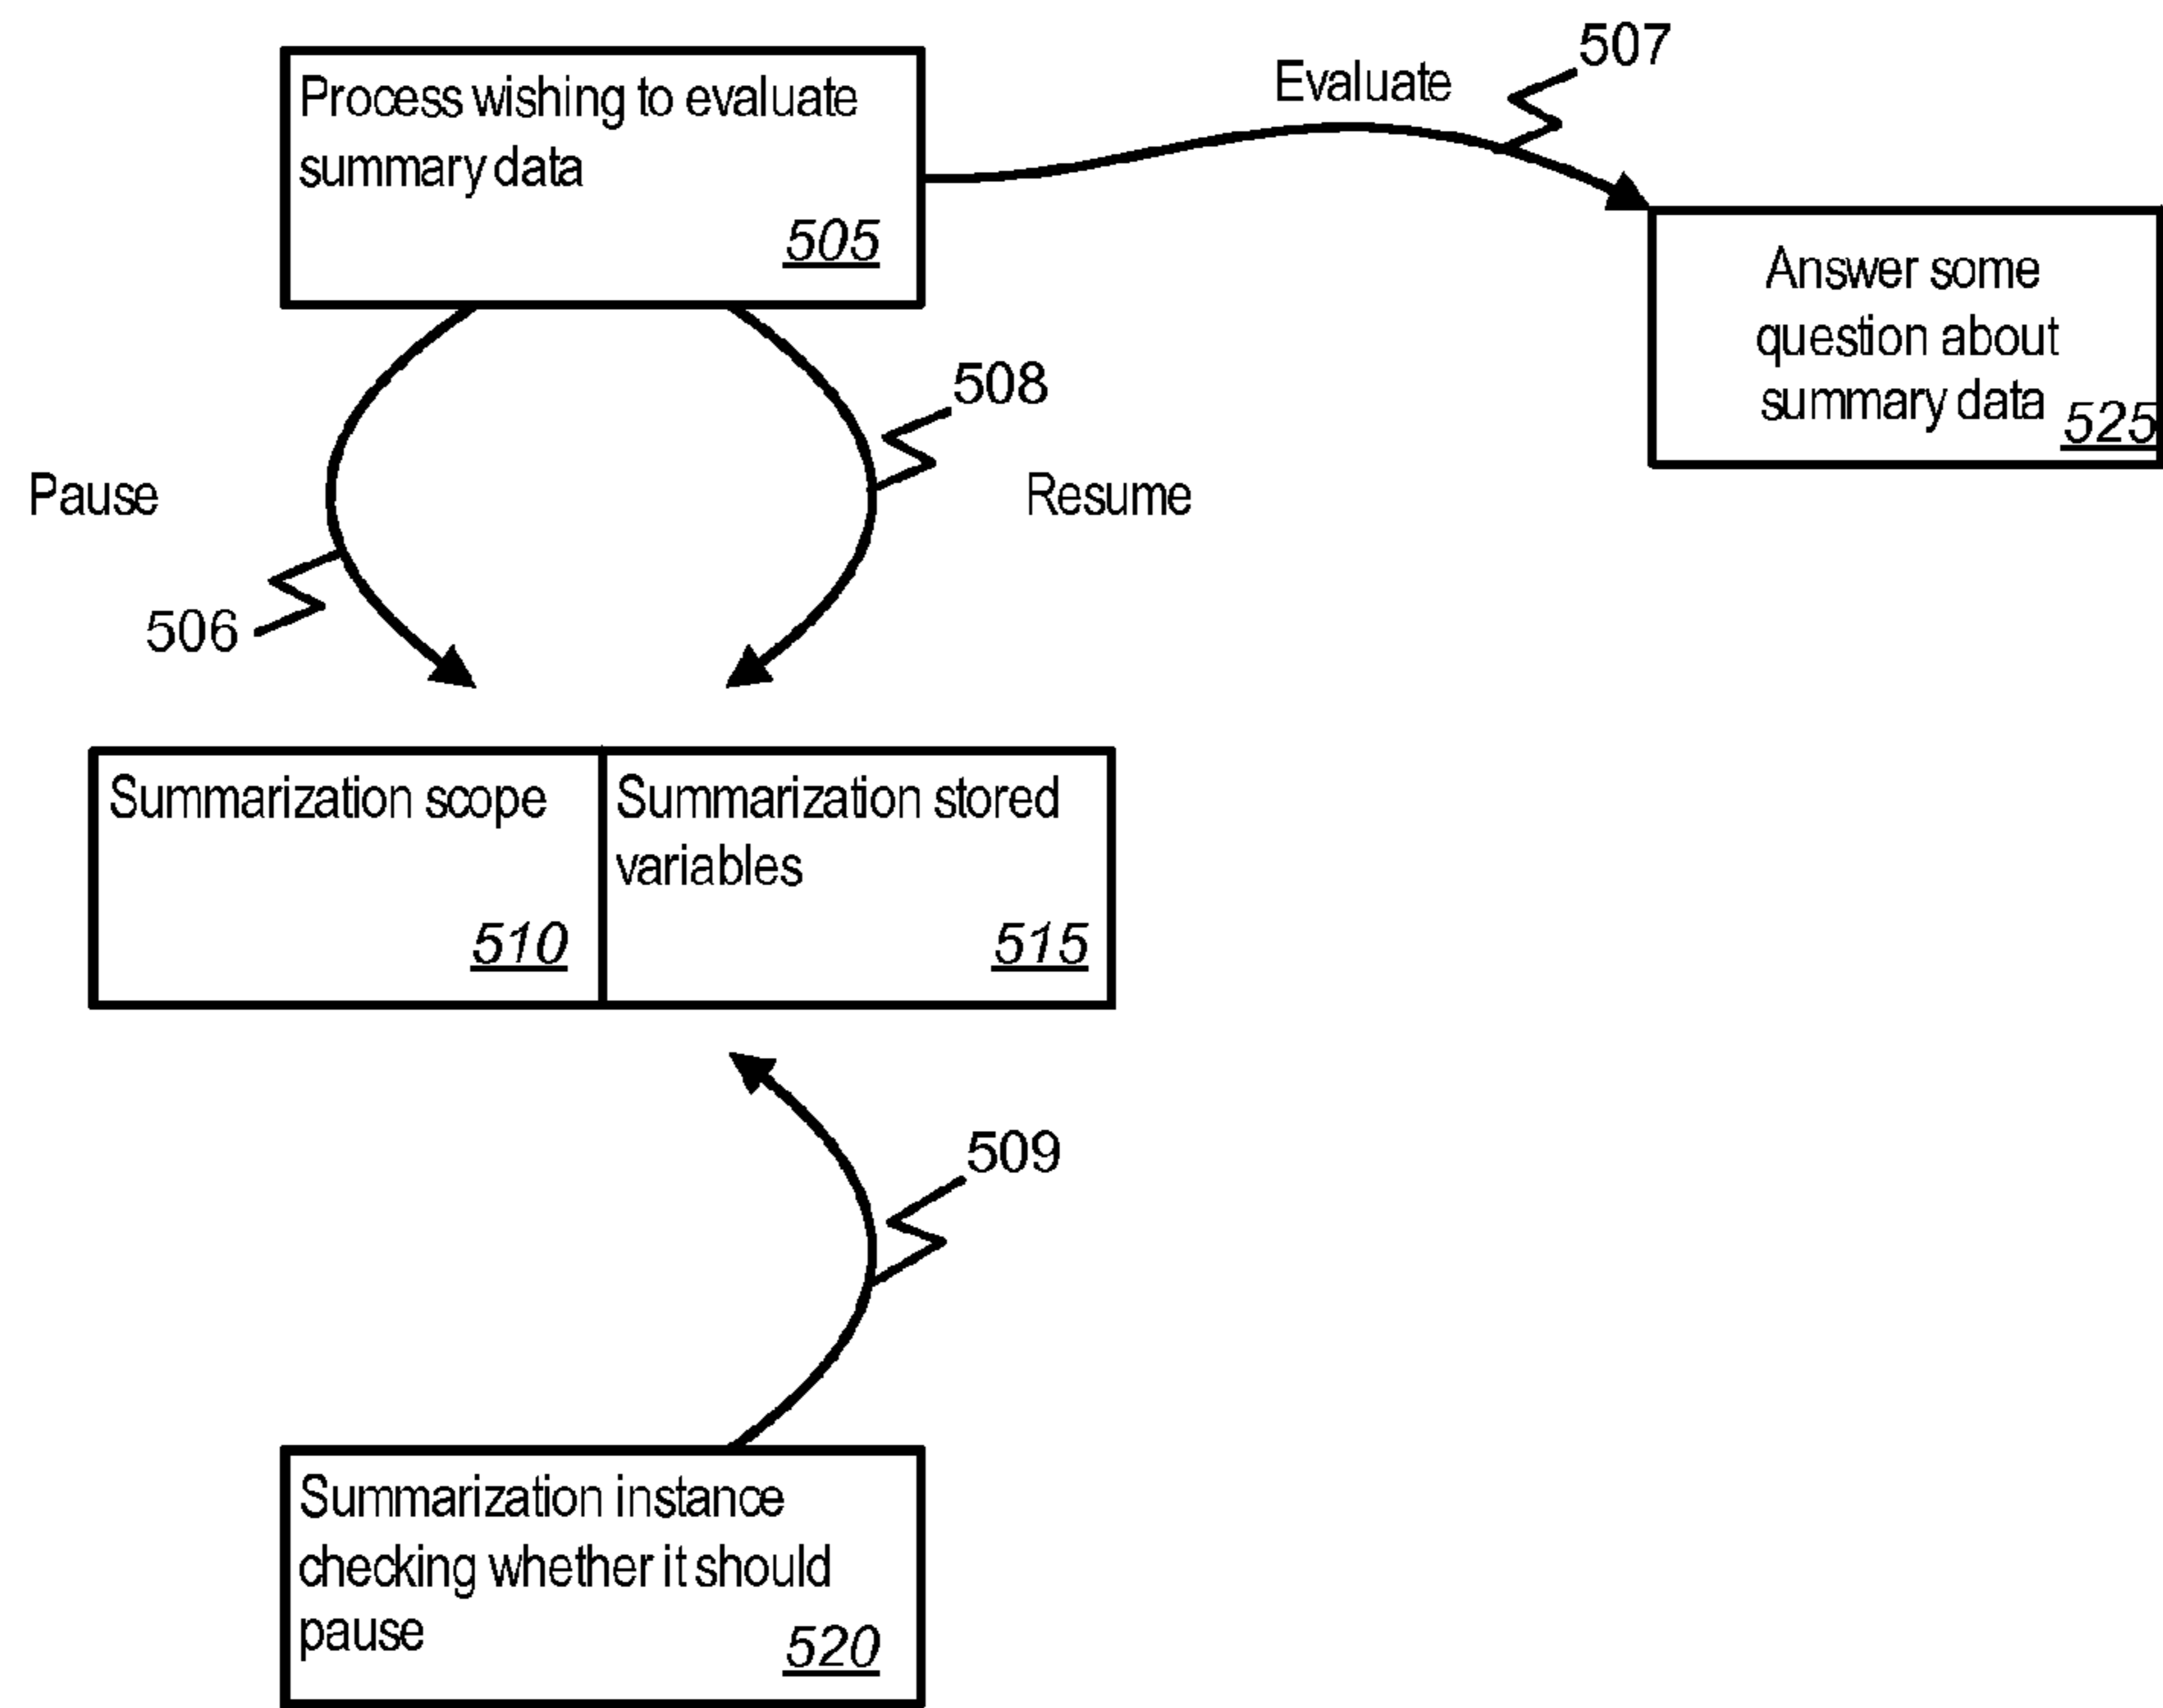 Process wishing to evaluate
summary data
505
Evaluate
507
Answer some
question about
summary data
525
Pause
506
508
Resume
Summarization scope
510
Summarization stored
variables
515
509
Summarization instance
checking whether it should
pause
520